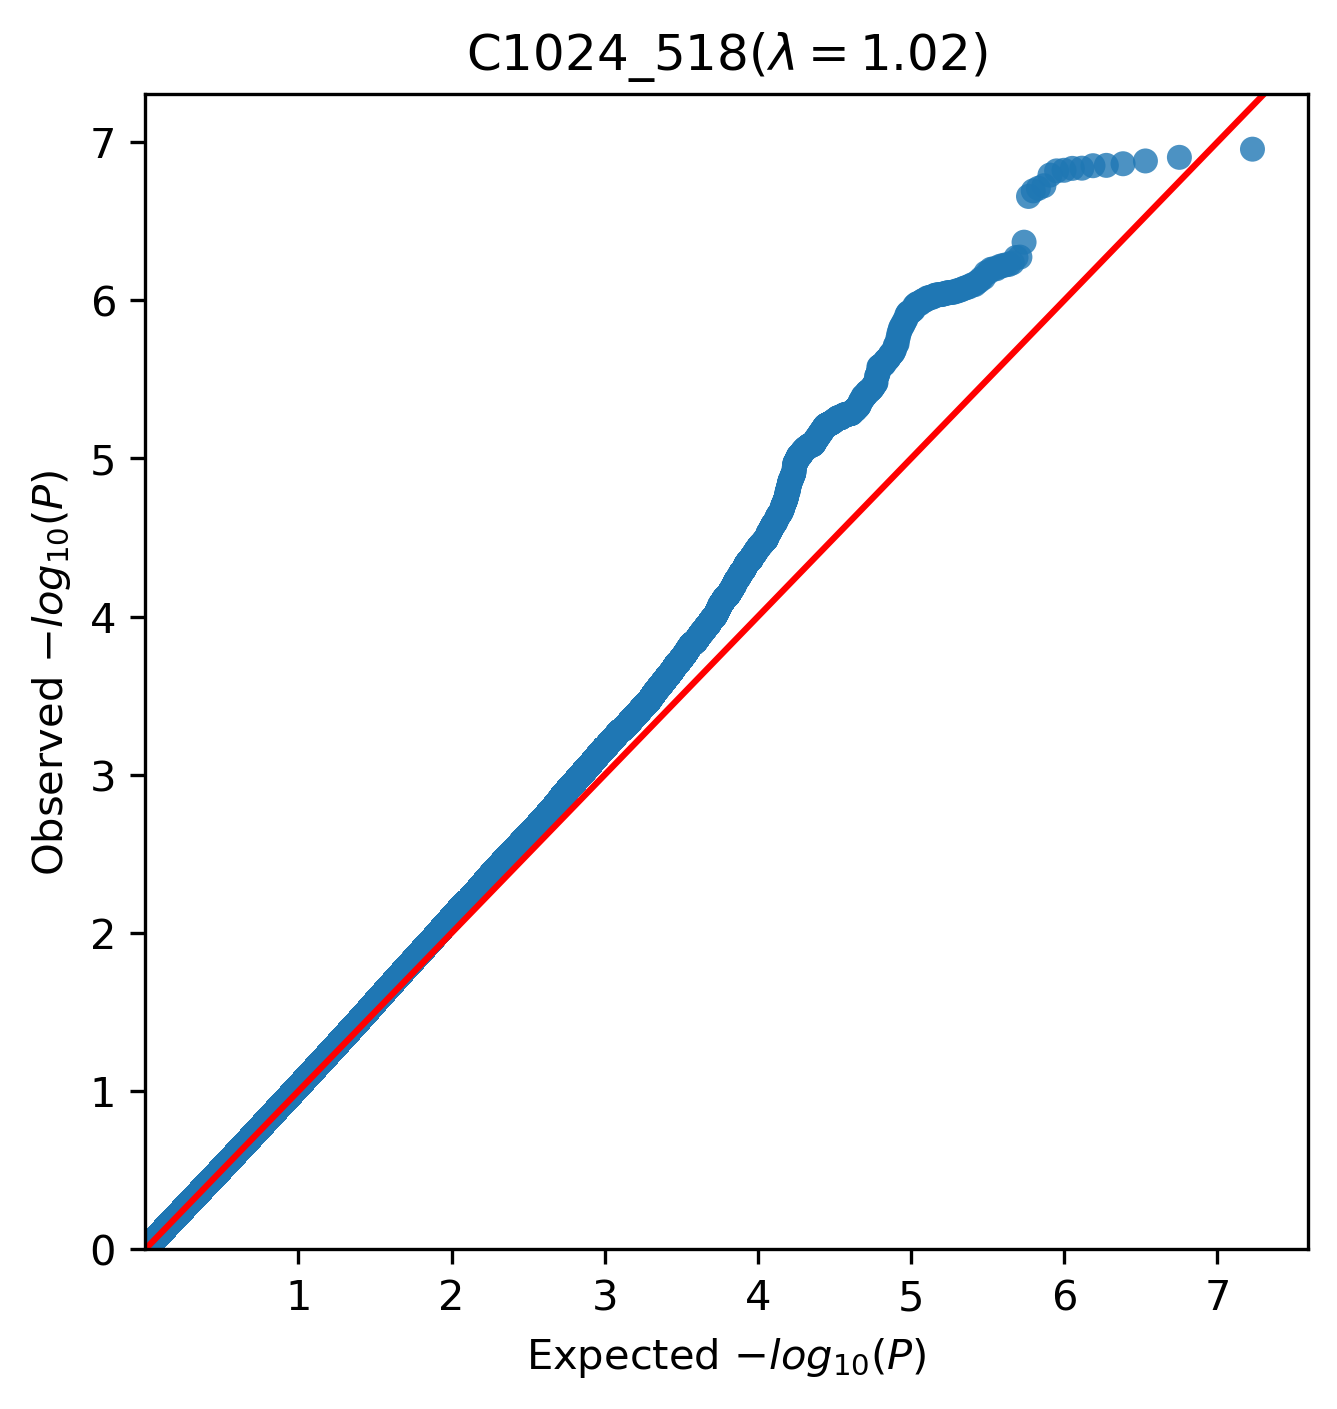 C1024_518(λ = 1.02)
Observed −log₁₀(P)
7
6
5
4
3
2
1
0
1 2 3 4 5 6 7
Expected −log₁₀(P)